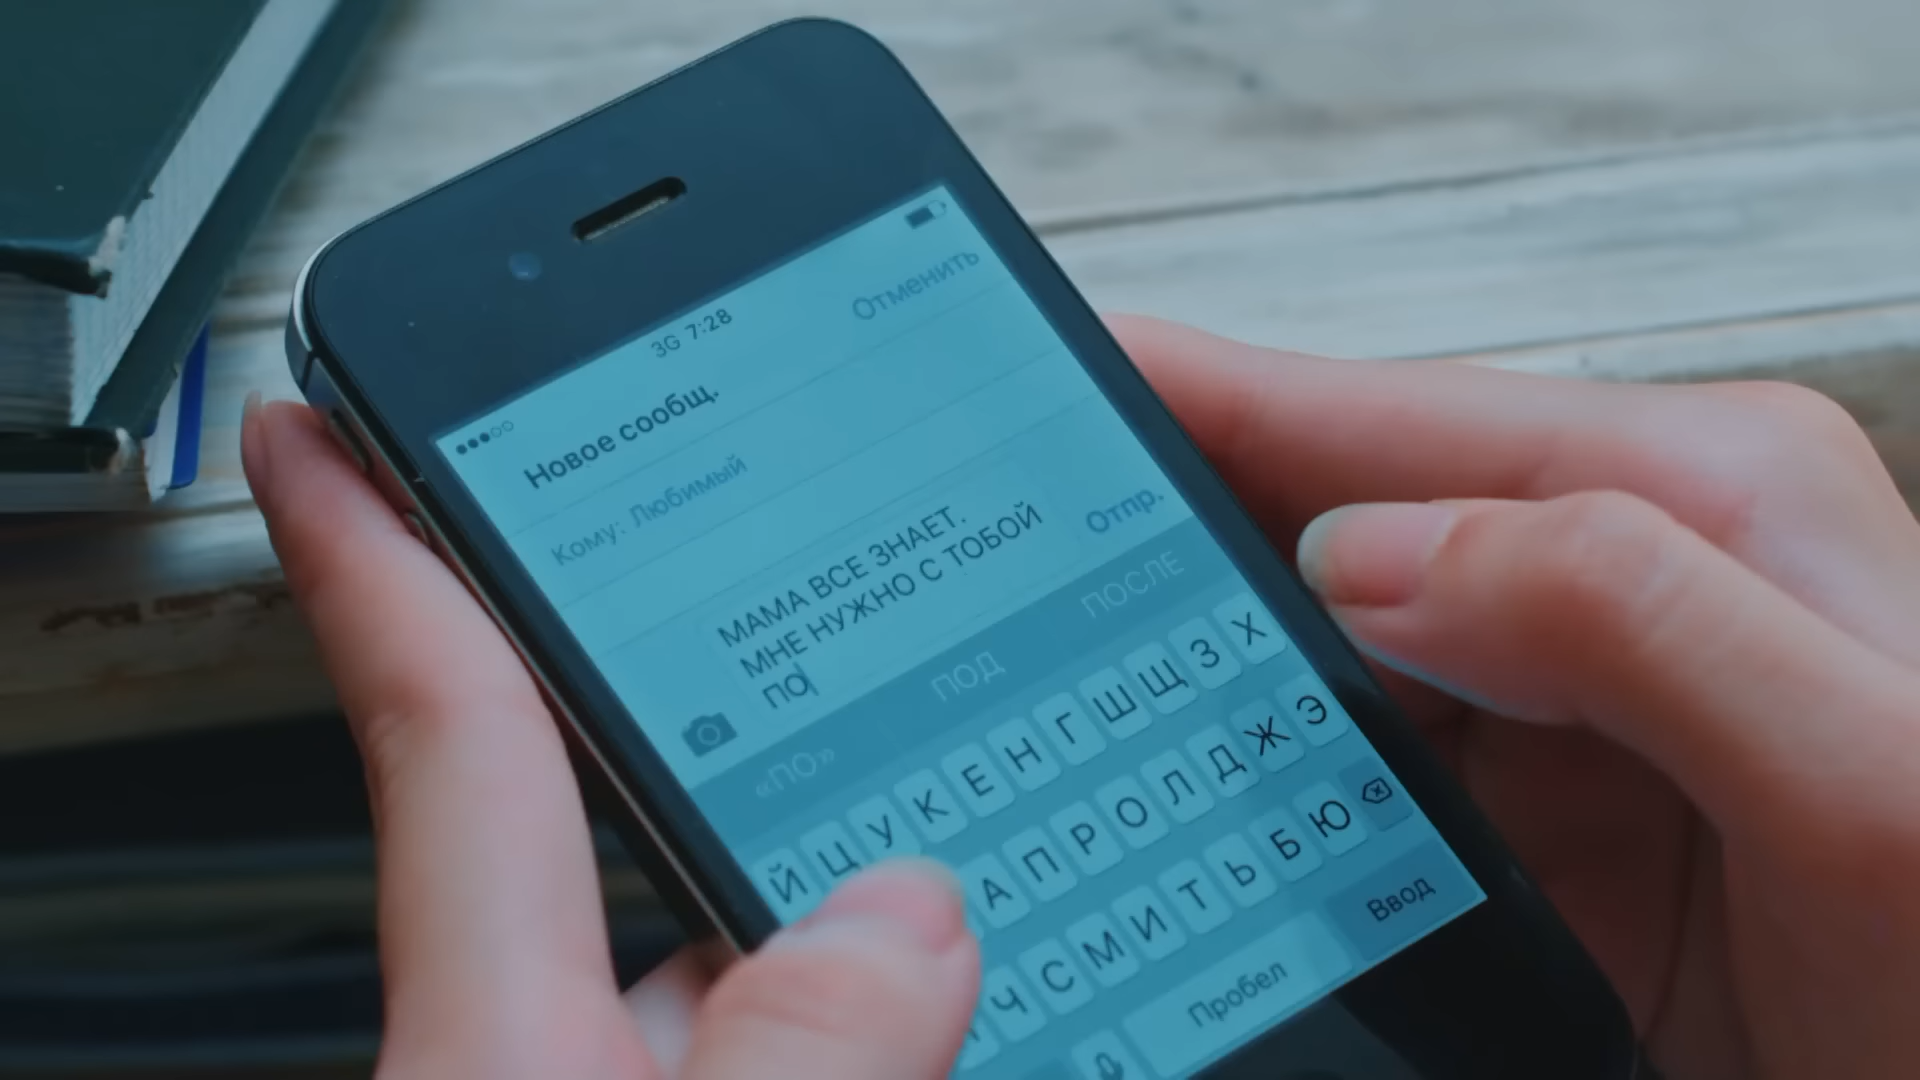 3G 7:28
Новое сообщ.
Отменить
Кому: Любимый
МАМА ВСЕ ЗНАЕТ.
МНЕ НУЖНО С ТОБОЙ
ПО
Отпр.
«ПО» ПОД ПОСЛЕ
Й Ц У К Е Н Г Ш Щ З Х
А П Р О Л Д Ж Э
Ч С М И Т Ь Б Ю
Пробел Ввод